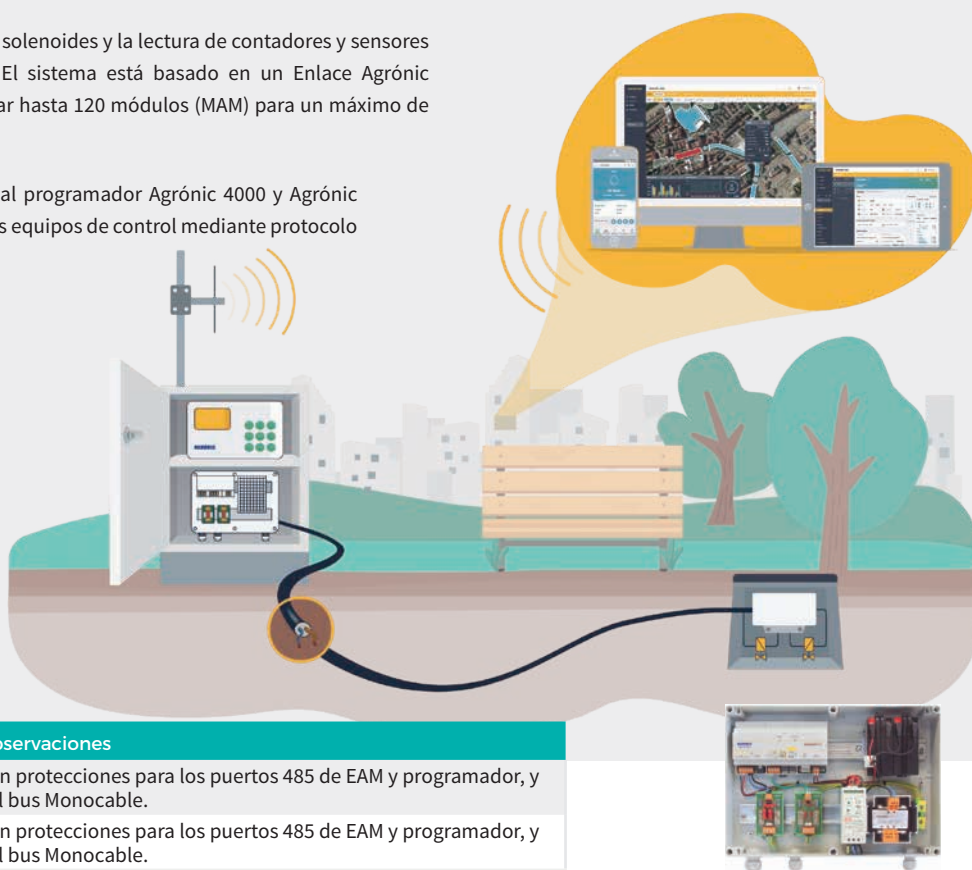 solenoides y la lectura de contadores y sensores
El sistema está basado en un Enlace Agrónic
ar hasta 120 módulos (MAM) para un máximo de
al programador Agrónic 4000 y Agrónic
s equipos de control mediante protocolo
AGRÓNIC
bservaciones
n protecciones para los puertos 485 de EAM y programador, y
l bus Monocable.
n protecciones para los puertos 485 de EAM y programador, y
l bus Monocable.